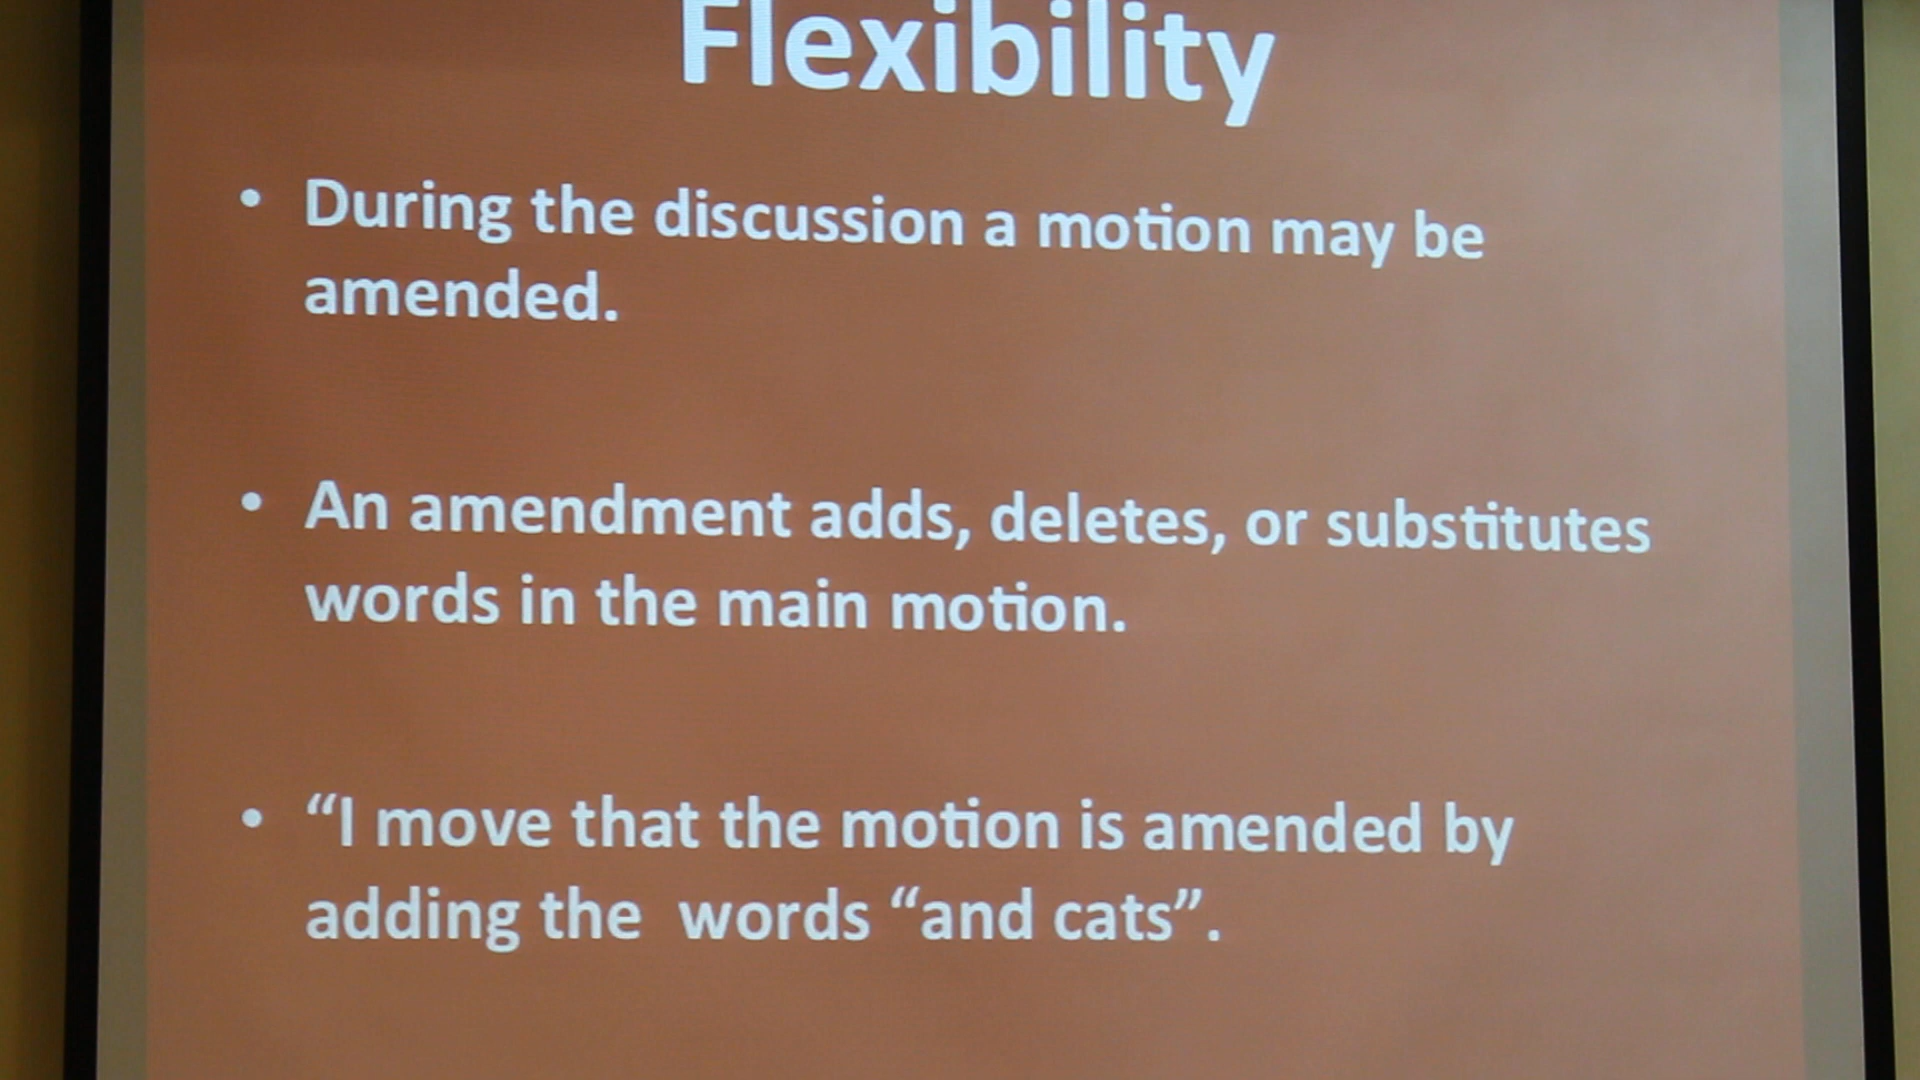 Flexibility
• During the discussion a motion may be
amended.
• An amendment adds, deletes, or substitutes
words in the main motion.
• “I move that the motion is amended by
adding the  words “and cats”.